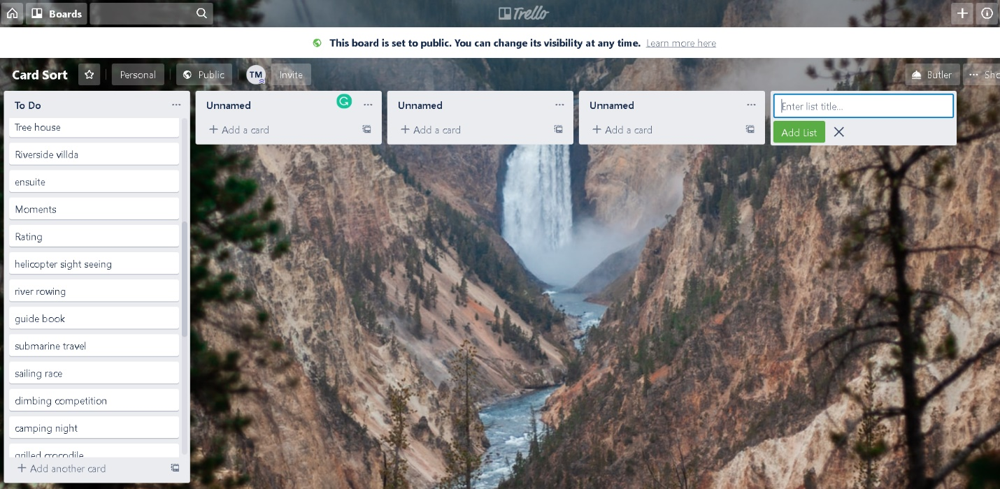 Boards
Trello
This board is set to public. You can change its visibility at any time. Learn more here
Card Sort
Personal
Public
TM
Invite
Butler
... Sho
To Do
Tree house
Riverside villda
ensuite
Moments
Rating
helicopter sight seeing
river rowing
guide book
submarine travel
sailing race
climbing competition
camping night
grilled crocodile
+ Add another card
Unnamed
+ Add a card
Unnamed
+ Add a card
Unnamed
+ Add a card
Enter list title...
Add List